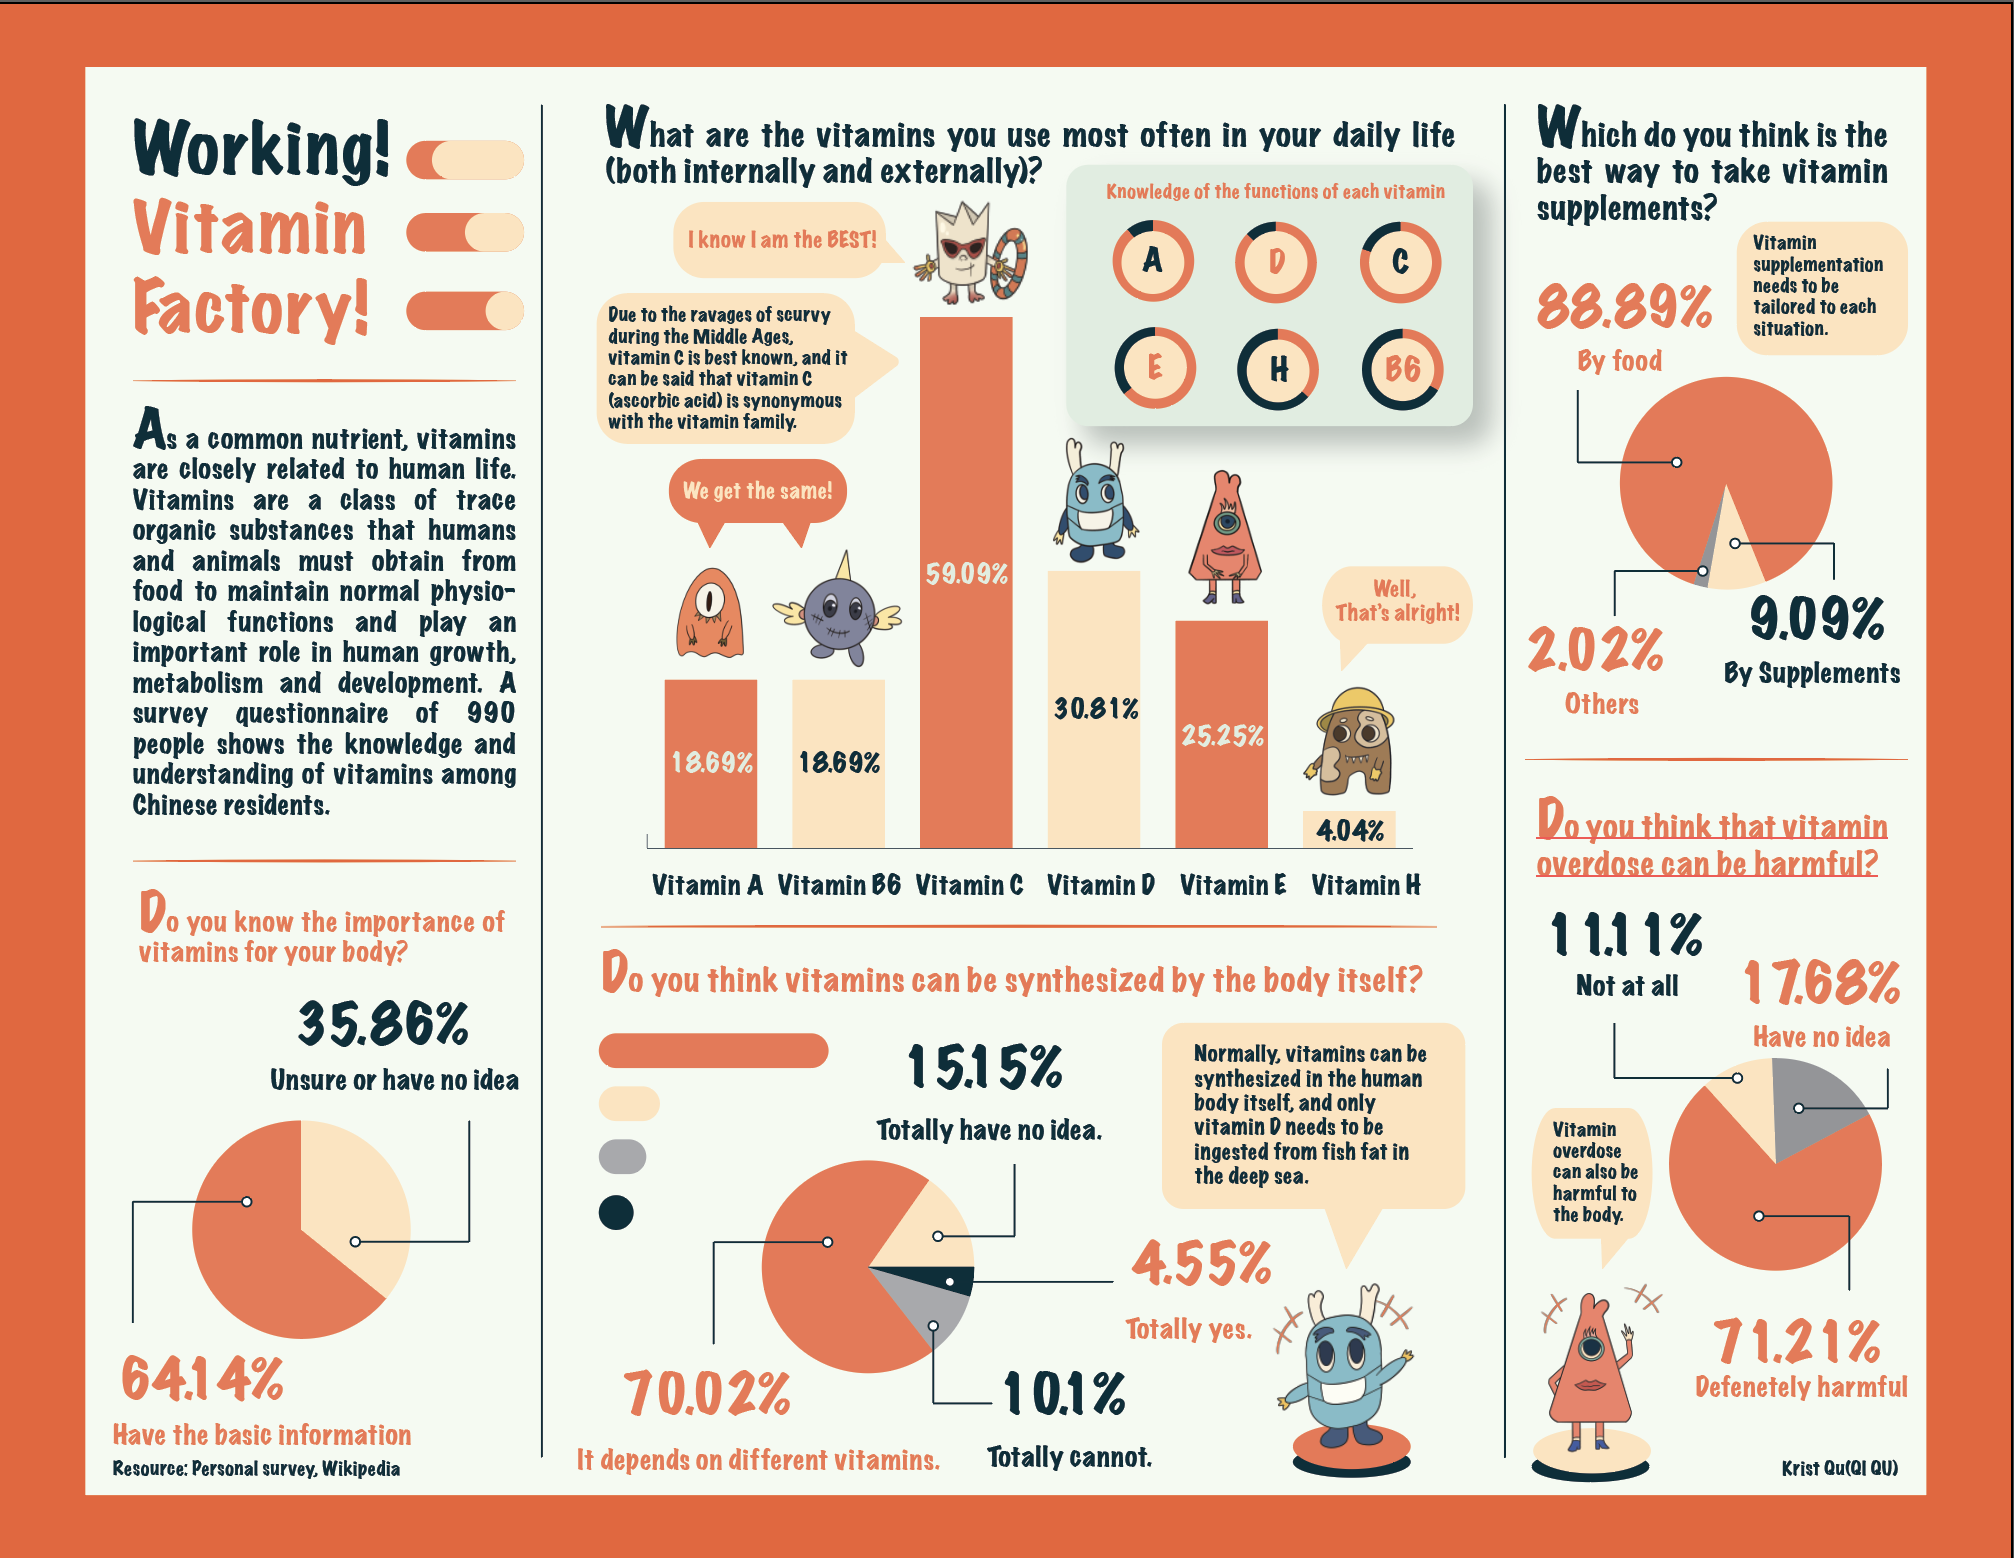 Working!
Vitamin
Factory!
As a common nutrient, vitamins
are closely related to human life.
Vitamins are a class of trace
organic substances that humans
and animals must obtain from
food to maintain normal physio-
logical functions and play an
important role in human growth,
metabolism and development. A
survey questionnaire of 990
people shows the knowledge and
understanding of vitamins among
Chinese residents.
Do you know the importance of
vitamins for your body?
35.86%
Unsure or have no idea
64.14%
Have the basic information
Resource: Personal survey, Wikipedia
What are the vitamins you use most often in your daily life
(both internally and externally)?
Knowledge of the functions of each vitamin
A
D
C
E
H
B6
I know I am the BEST!
Due to the ravages of scurvy
during the Middle Ages,
vitamin C is best known, and it
can be said that vitamin C
(ascorbic acid) is synonymous
with the vitamin family.
We get the same!
Well,
That's alright!
18.69%
18.69%
59.09%
30.81%
25.25%
4.04%
Vitamin A
Vitamin B6
Vitamin C
Vitamin D
Vitamin E
Vitamin H
Do you think vitamins can be synthesized by the body itself?
15.15%
Totally have no idea.
Normally, vitamins can be
synthesized in the human
body itself, and only
vitamin D needs to be
ingested from fish fat in
the deep sea.
4.55%
Totally yes.
70.02%
It depends on different vitamins.
10.1%
Totally cannot.
Which do you think is the
best way to take vitamin
supplements?
Vitamin
supplementation
needs to be
tailored to each
situation.
88.89%
By food
9.09%
By Supplements
2.02%
Others
Do you think that vitamin
overdose can be harmful?
11.11%
Not at all
17.68%
Have no idea
Vitamin
overdose
can also be
harmful to
the body.
71.21%
Defenetely harmful
Krist Qu(QI QU)